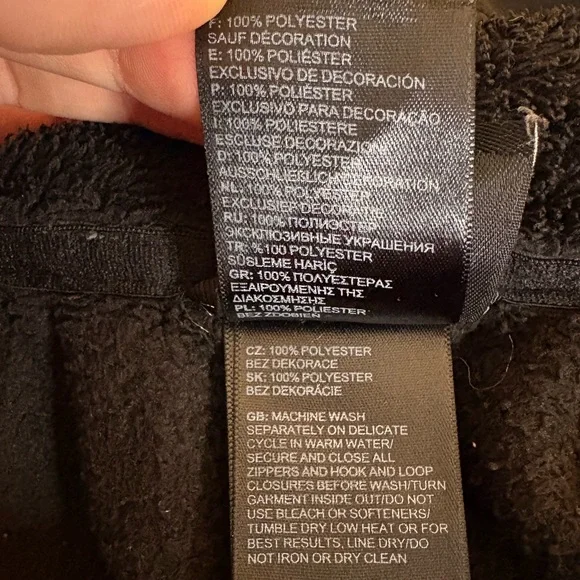 F: 100% POLYESTER
SAUF DÉCORATION
E: 100% POLIÉSTER
EXCLUSIVO DE DECORACIÓN
P: 100% POLIÉSTER
EXCLUSIVO PARA DECORAÇÃO
I: 100% POLIESTERE
ESCLUSE DECORAZIONI
D: 100% POLYESTER
AUSSCHLIEßLICH DEKORATION
NL: 100% POLYESTER
EXCLUSIEF DECORATIE
RU: 100% ПОЛИЭСТЕР
ЭКСКЛЮЗИВНЫЕ УКРАШЕНИЯ
TR: %100 POLYESTER
SÜSLEME HARİÇ
GR: 100% ΠΟΛΥΕΣΤΕΡΑΣ
ΕΞΑΙΡΟΥΜΕΝΗΣ ΤΗΣ
ΔΙΑΚΟΣΜΗΣΗΣ
PL: 100% POLIESTER
BEZ ZDOBIEŃ
CZ: 100% POLYESTER
BEZ DEKORACE
SK: 100% POLYESTER
BEZ DEKORÁCIE
GB: MACHINE WASH
SEPARATELY ON DELICATE
CYCLE IN WARM WATER/
SECURE AND CLOSE ALL
ZIPPERS AND HOOK AND LOOP
CLOSURES BEFORE WASH/TURN
GARMENT INSIDE OUT/DO NOT
USE BLEACH OR SOFTENERS/
TUMBLE DRY LOW HEAT OR FOR
BEST RESULTS, LINE DRY/DO
NOT IRON OR DRY CLEAN